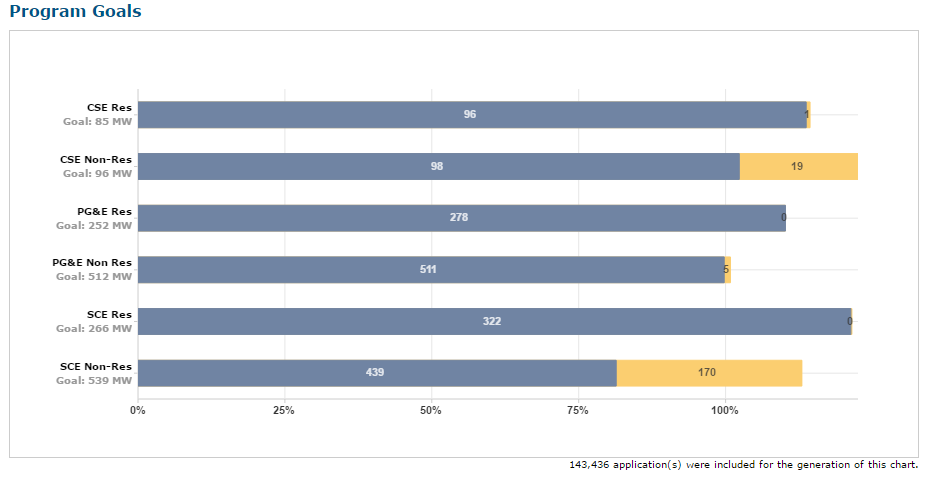 Program Goals
CSE Res
Goal: 85 MW
96
1
CSE Non-Res
Goal: 96 MW
98
19
PG&E Res
Goal: 252 MW
278
0
PG&E Non Res
Goal: 512 MW
511
5
SCE Res
Goal: 266 MW
322
0
SCE Non-Res
Goal: 539 MW
439
170
0%
25%
50%
75%
100%
143,436 application(s) were included for the generation of this chart.